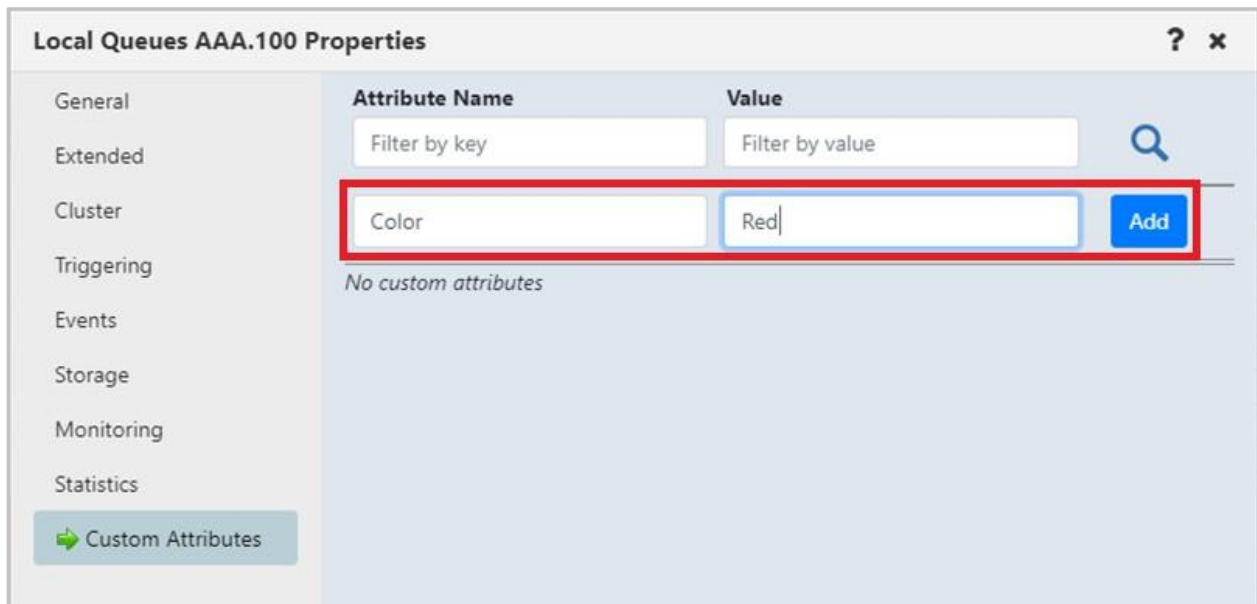 Local Queues AAA.100 Properties ? ×
General
Extended
Cluster
Triggering
Events
Storage
Monitoring
Statistics
Custom Attributes
Attribute Name Value
Filter by key Filter by value
Color Red Add
No custom attributes